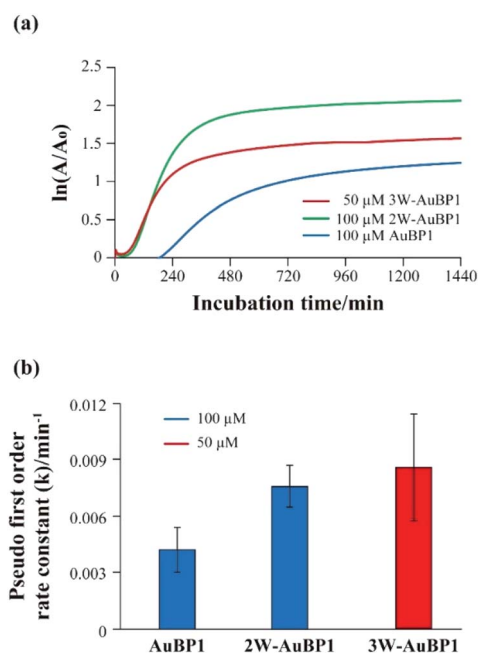 (a)
2.5
2
1.5
1
0.5
0
ln(A/A₀)
50 µM 3W-AuBP1
100 µM 2W-AuBP1
100 µM AuBP1
0 240 480 720 960 1200 1440
Incubation time/min
(b)
0.012
0.009
0.006
0.003
0
Pseudo first order
rate constant (k)/min⁻¹
100 µM
50 µM
AuBP1 2W-AuBP1 3W-AuBP1